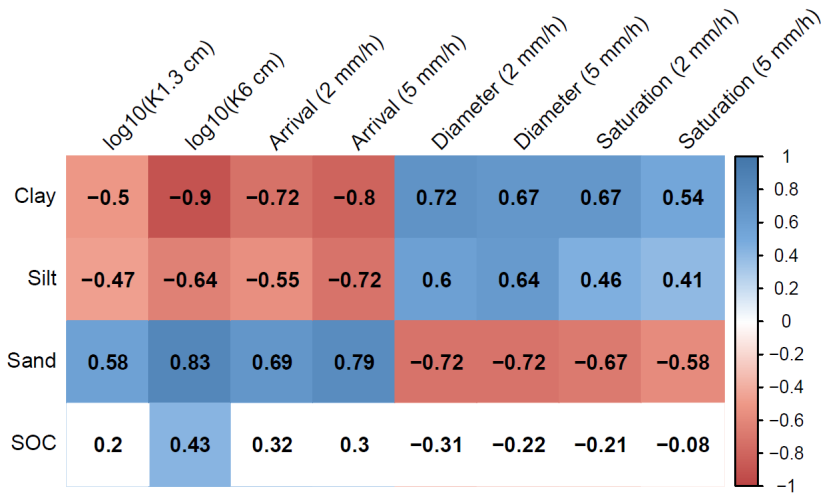 log10(K1.3 cm)
log10(K6 cm)
Arrival (2 mm/h)
Arrival (5 mm/h)
Diameter (2 mm/h)
Diameter (5 mm/h)
Saturation (2 mm/h)
Saturation (5 mm/h)
Clay −0.5 −0.9 −0.72 −0.8 0.72 0.67 0.67 0.54
Silt −0.47 −0.64 −0.55 −0.72 0.6 0.64 0.46 0.41
Sand 0.58 0.83 0.69 0.79 −0.72 −0.72 −0.67 −0.58
SOC 0.2 0.43 0.32 0.3 −0.31 −0.22 −0.21 −0.08
1
0.8
0.6
0.4
0.2
0
−0.2
−0.4
−0.6
−0.8
−1